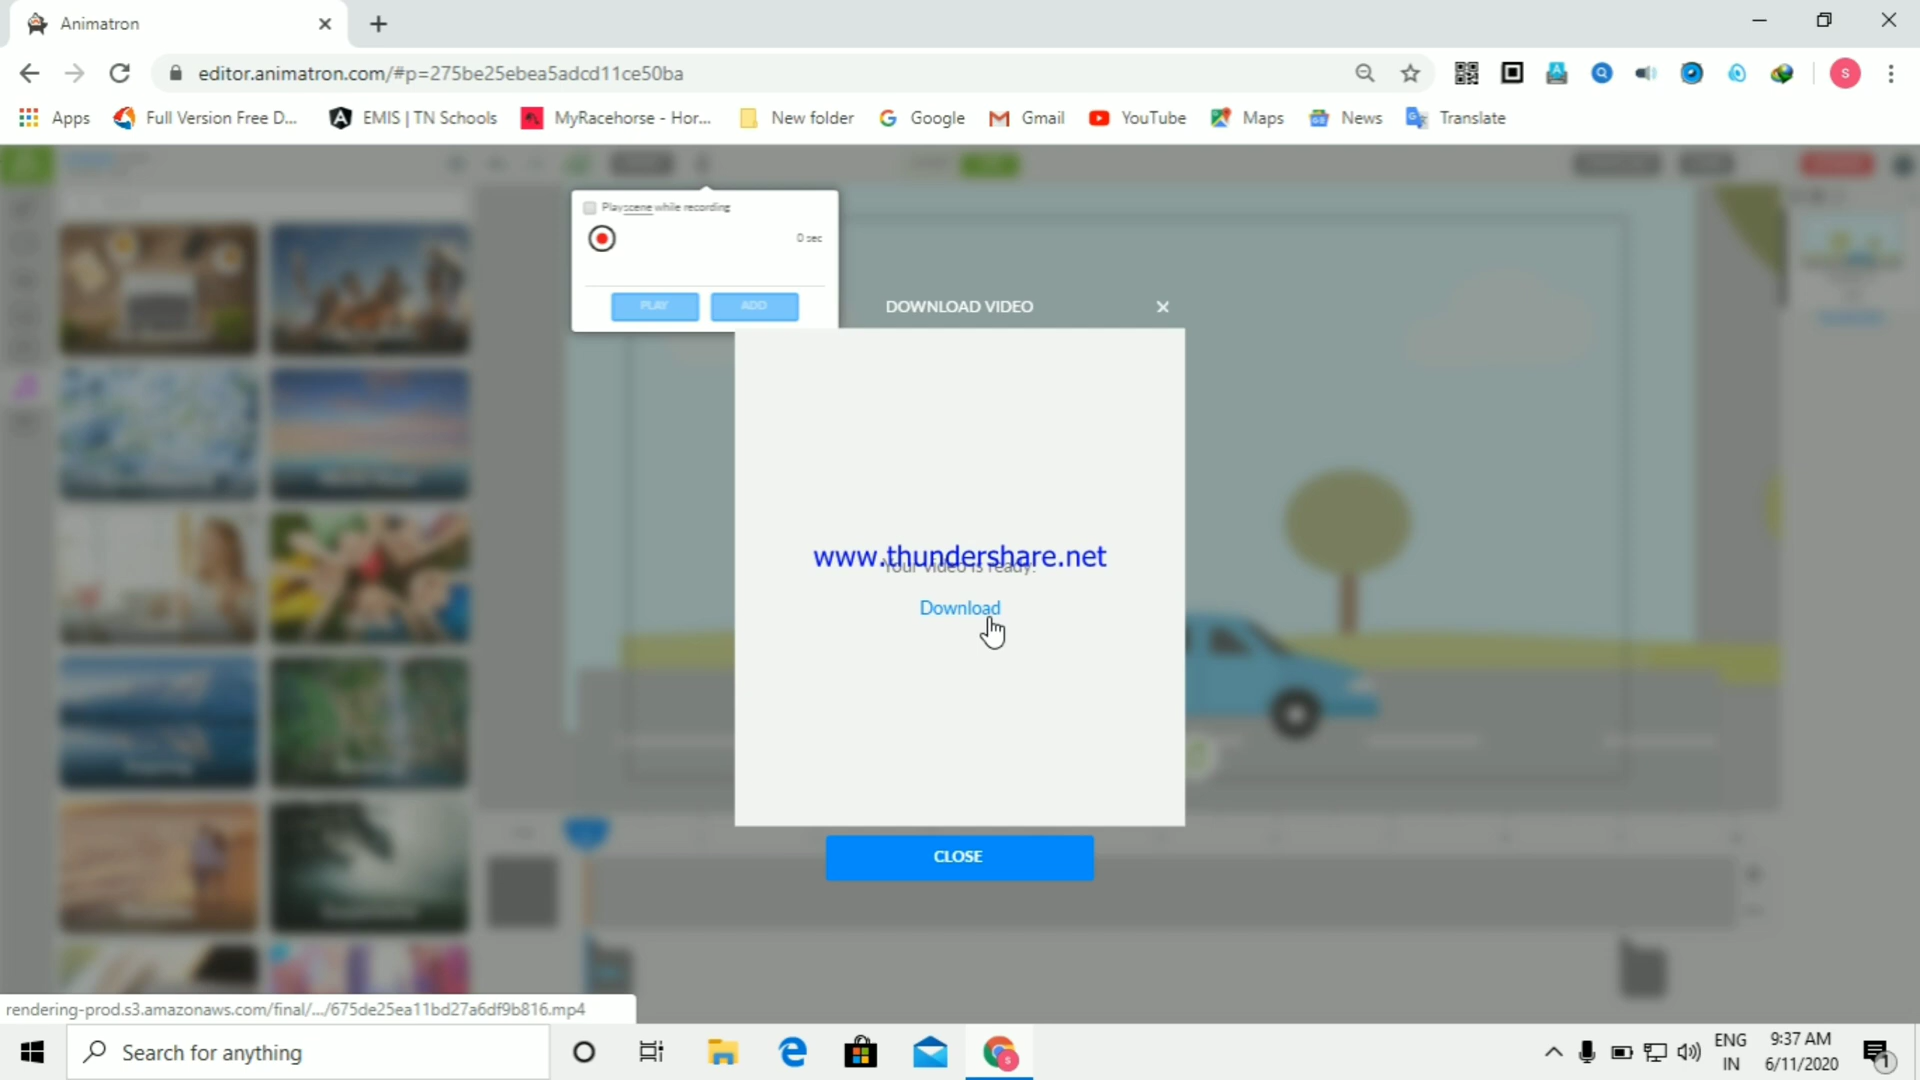 Animatron
editor.animatron.com/#p=275be25ebea5adcd11ce50ba
S
Apps
Full Version Free D...
EMIS | TN Schools
MyRacehorse - Hor...
New folder
Google
Gmail
YouTube
Maps
News
Translate
Play scene while recording
0 sec
PLAY
ADD
DOWNLOAD VIDEO
www.thundershare.net
Your video is ready.
Download
CLOSE
rendering-prod.s3.amazonaws.com/final/.../675de25ea11bd27a6df9b816.mp4
Search for anything
ENG
IN
9:37 AM
6/11/2020
1